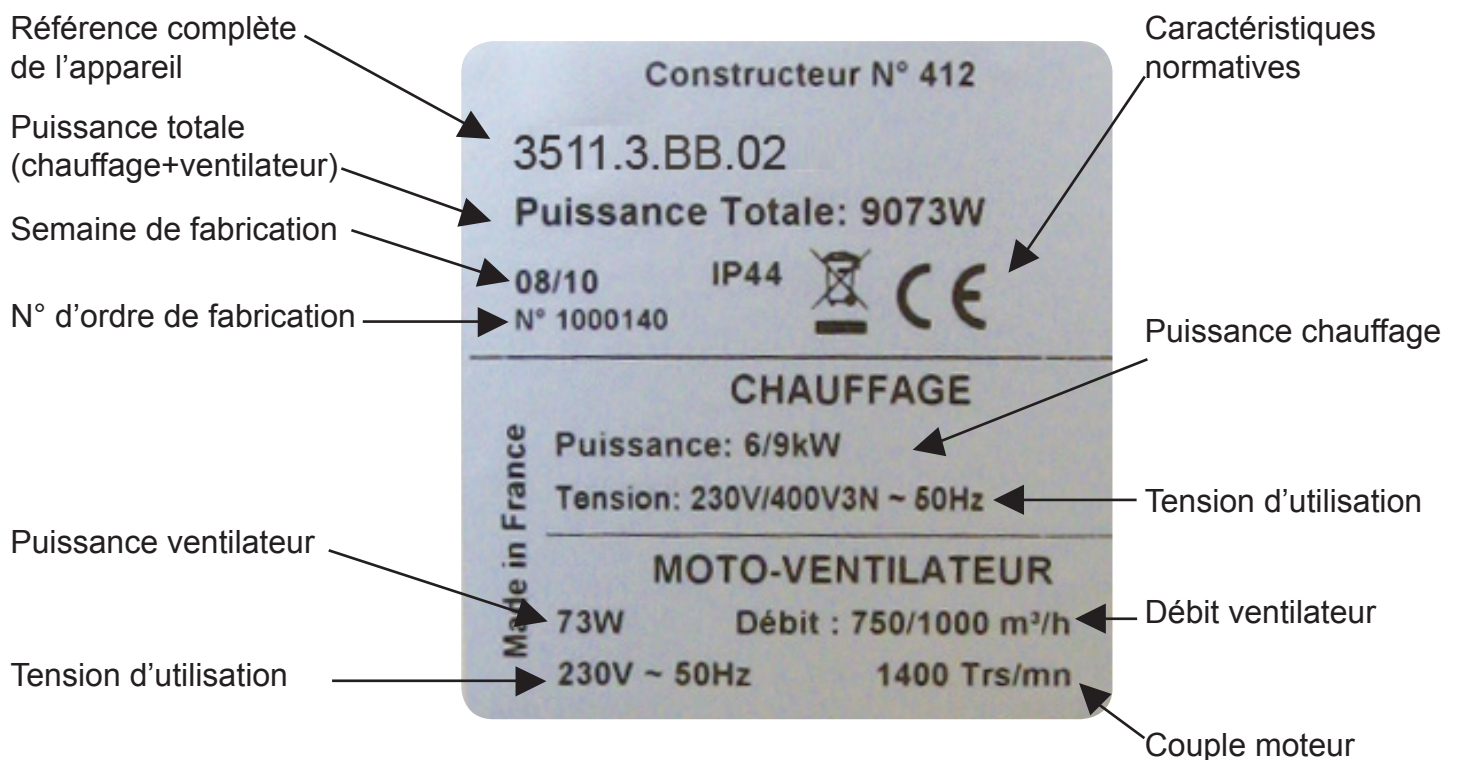 Référence complète
de l'appareil
Puissance totale
(chauffage+ventilateur)
Semaine de fabrication
N° d'ordre de fabrication
Puissance ventilateur
Tension d'utilisation
Constructeur N° 412
3511.3.BB.02
Puissance Totale: 9073W
08/10 IP44 CE
N° 1000140
CHAUFFAGE
Puissance: 6/9kW
Tension: 230V/400V3N ~ 50Hz
Made in France
MOTO-VENTILATEUR
73W Débit : 750/1000 m³/h
230V ~ 50Hz 1400 Trs/mn
Caractéristiques
normatives
Puissance chauffage
Tension d'utilisation
Débit ventilateur
Couple moteur